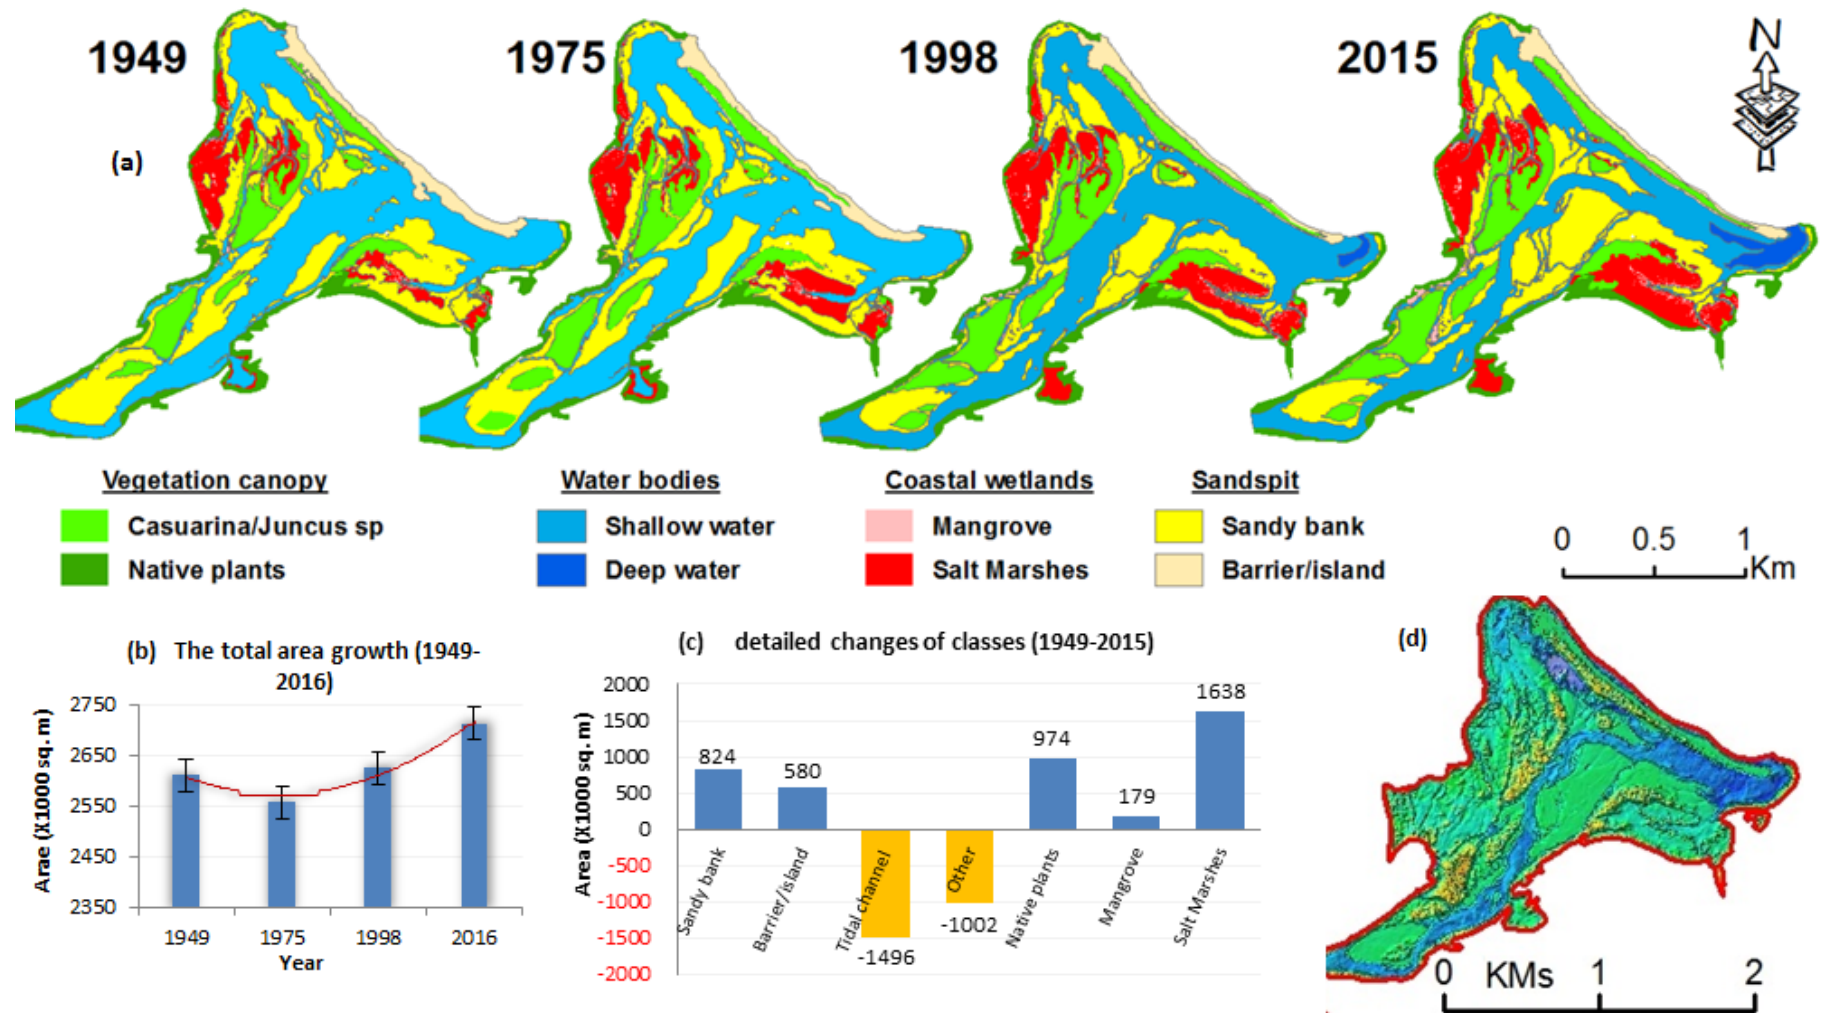 1949
1975
1998
2015
N
(a)
Vegetation canopy
Water bodies
Coastal wetlands
Sandspit
Casuarina/Juncus sp
Shallow water
Mangrove
Sandy bank
Native plants
Deep water
Salt Marshes
Barrier/island
0 0.5 1
Km
(b) The total area growth (1949-
2016)
Arae (X1000 sq. m)
2750
2650
2550
2450
2350
1949 1975 1998 2016
Year
(c) detailed changes of classes (1949-2015)
Area (X1000 sq. m)
2000
1500
1000
500
0
-500
-1000
-1500
-2000
824
580
-1496
-1002
974
179
1638
Sandy bank
Barrier/island
Tidal channel
Other
Native plants
Mangrove
Salt Marshes
(d)
0 KMs 1 2